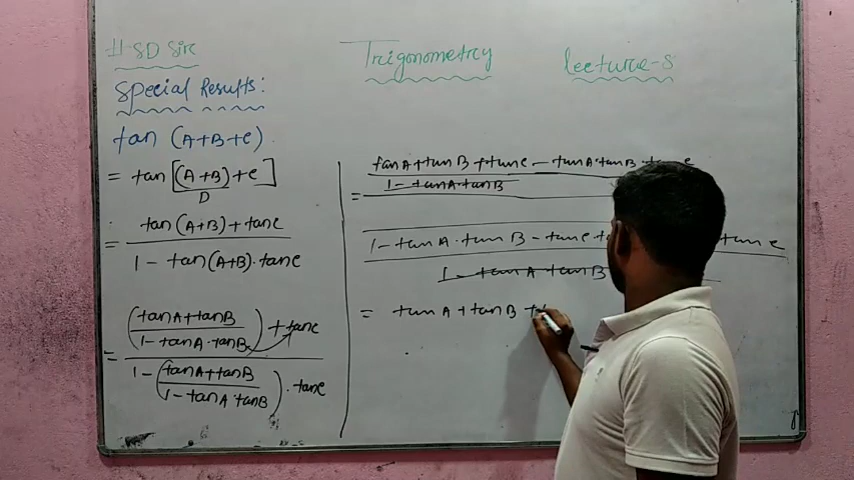 H-SD Sir
Trigonometry
lecture-5
Special Results:
tan (A+B+C)
= tan [(A+B)+C]
D
= tan(A+B)+tanC
1 - tan(A+B).tanC
= (tanA+tanB
1-tanA.tanB) +tanC
1-(tanA+tanB
1-tanA.tanB) .tanC
tanA+tanB+tanC-tanA.tanB
1-tanA.tanB
=
1-tanA.tanB-tanC
tanC
1-tanA tanB
= tanA+tanB +